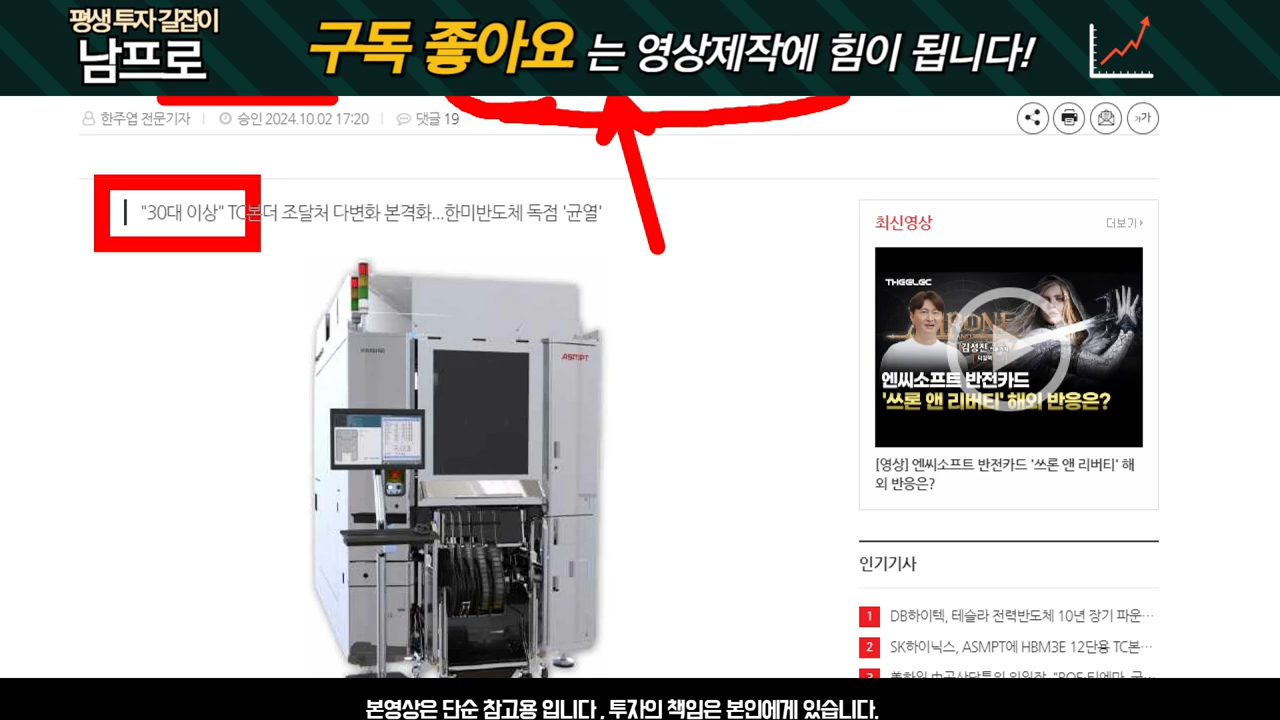 평생 투자 길잡이
남프로
구독 좋아요 는 영상제작에 힘이 됩니다!
한주엽 전문기자
승인 2024.10.02 17:20
댓글 19
가가
"30대 이상" TC본더 조달처 다변화 본격화...한미반도체 독점 '균열'
ASMPT
최신영상
더보기
THEELEC
김성진
엔씨소프트 반전카드
'쓰론 앤 리버티' 해외 반응은?
[영상] 엔씨소프트 반전카드 '쓰론 앤 리버티' 해
외 반응은?
인기기사
1 DB하이텍, 테슬라 전력반도체 10년 장기 파운…
2 SK하이닉스, ASMPT에 HBM3E 12단용 TC본…
3
본영상은 단순 참고용 입니다 , 투자의 책임은 본인에게 있습니다.